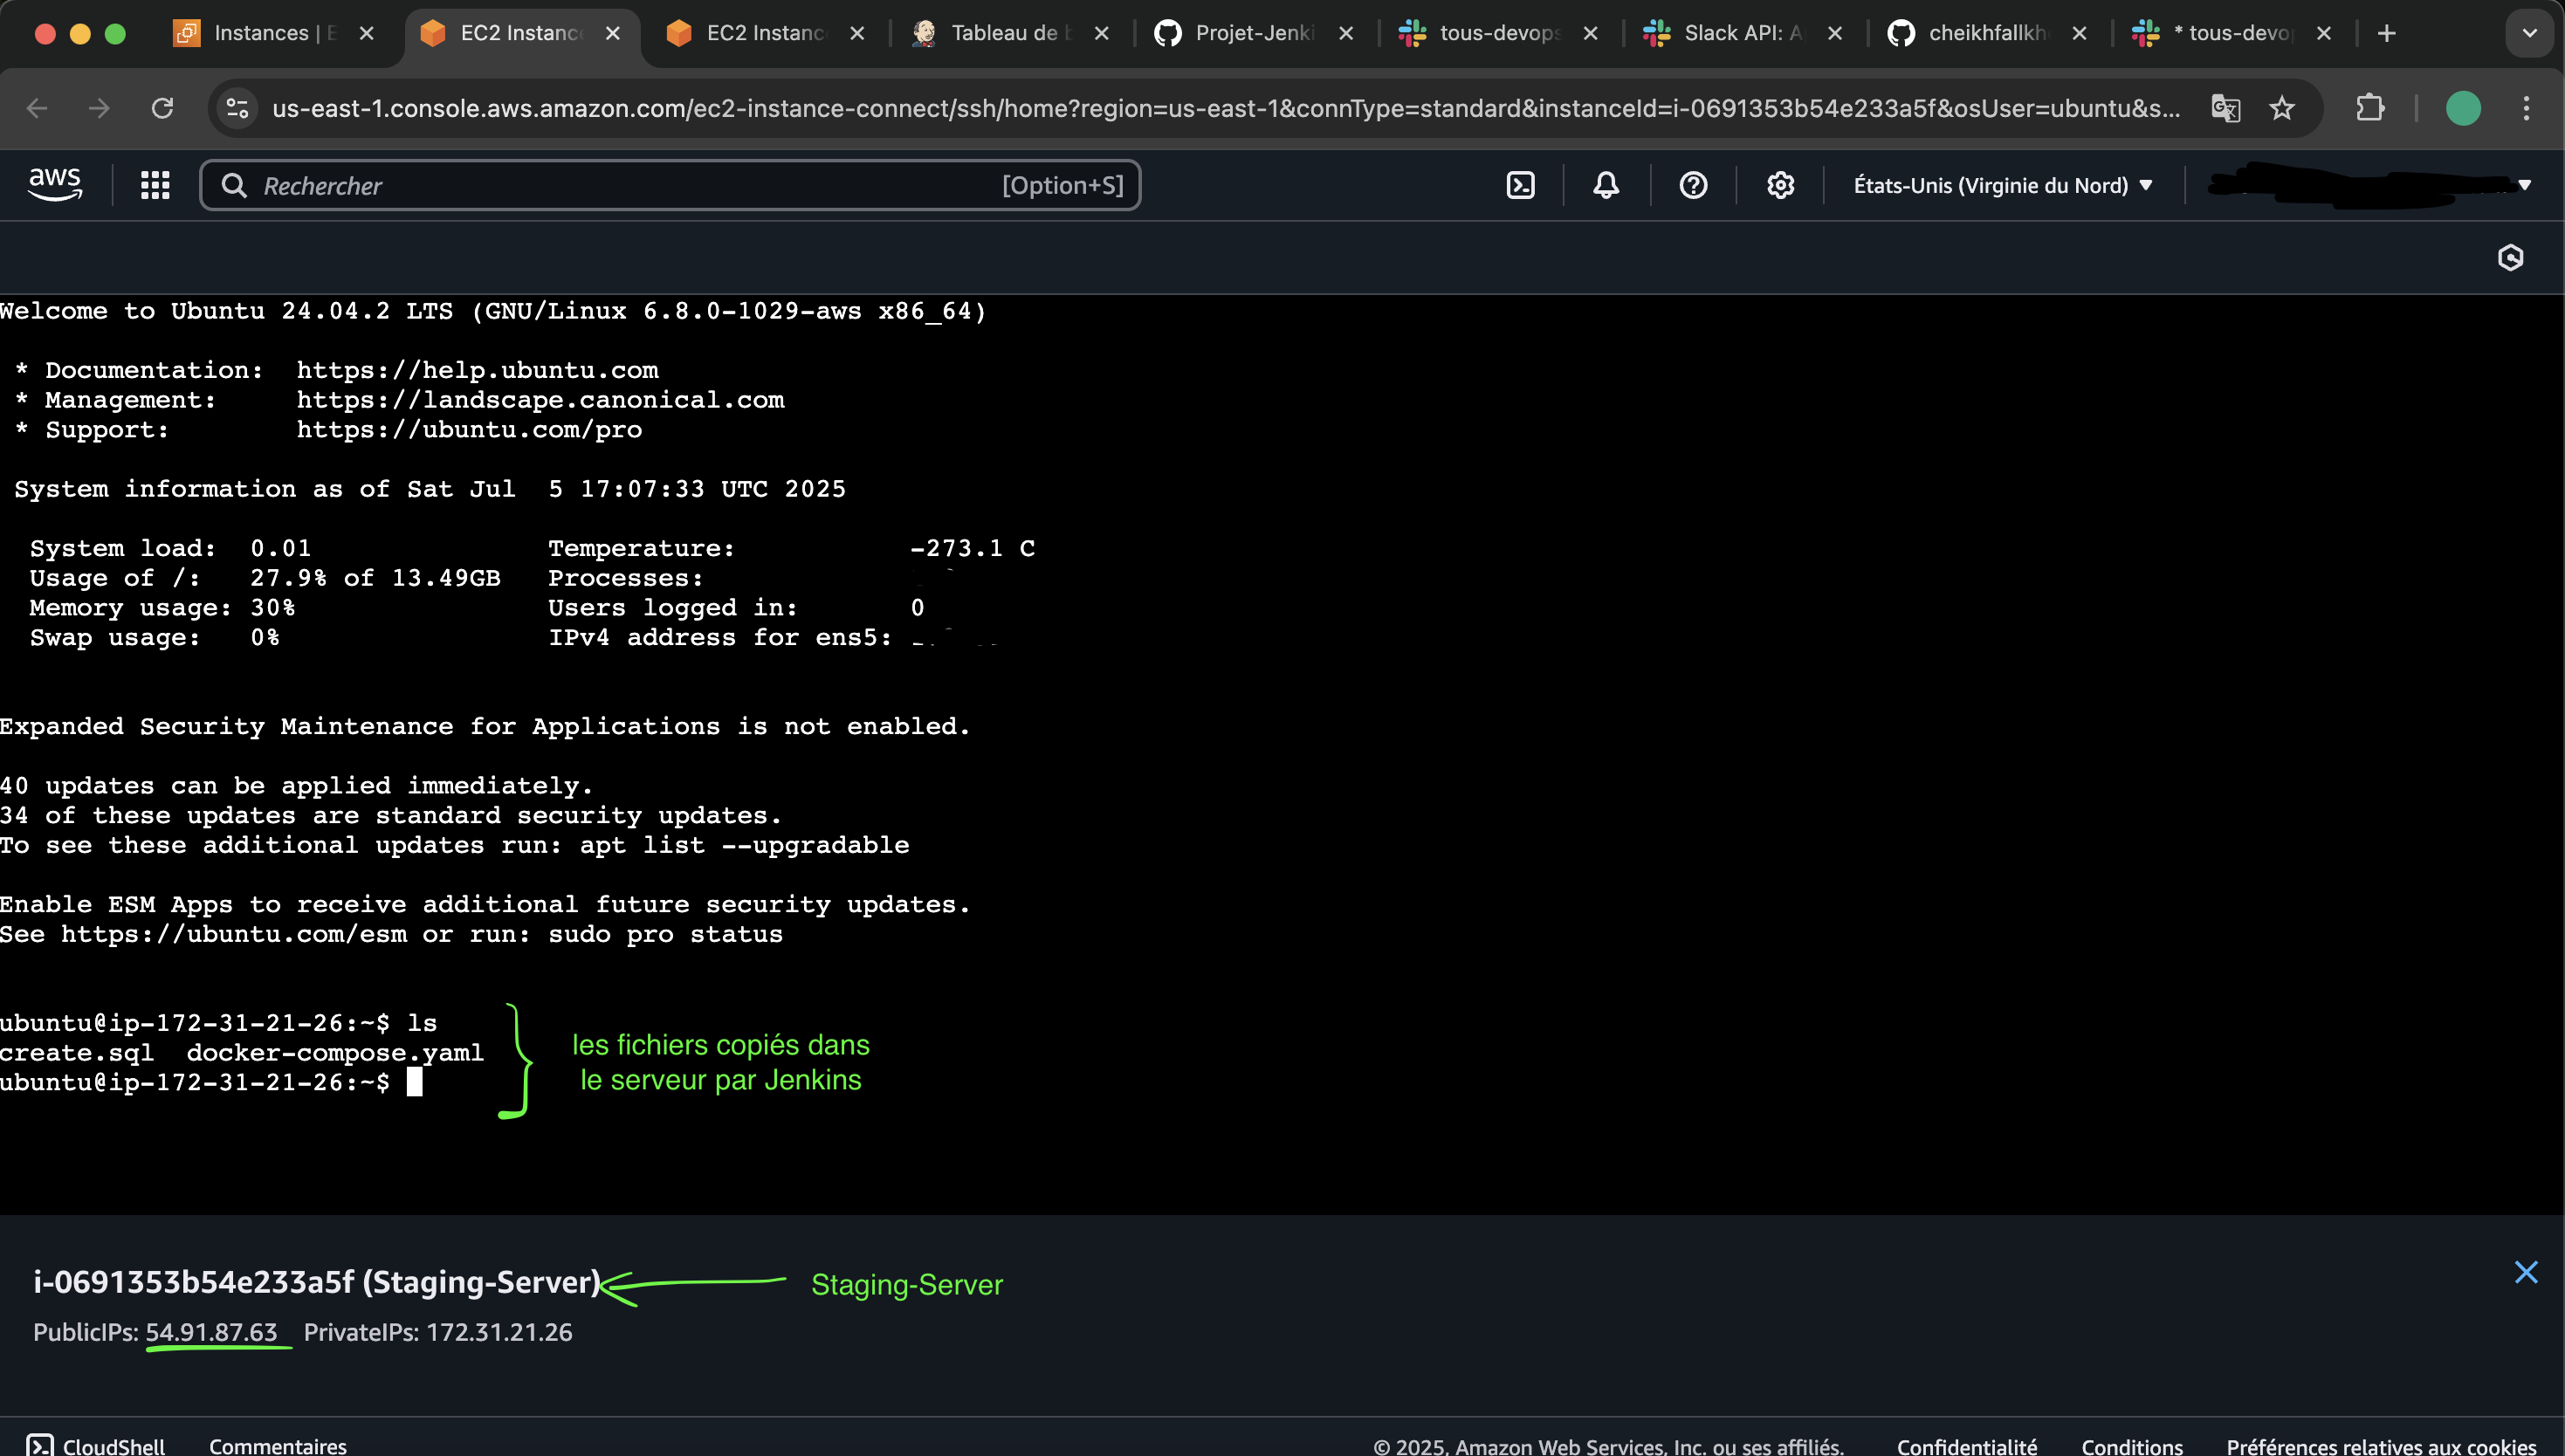 Instances | E
EC2 Instanc
EC2 Instanc
Tableau de b
Projet-Jenki
tous-devops
Slack API: A
cheikhfallkh
* tous-devop
us-east-1.console.aws.amazon.com/ec2-instance-connect/ssh/home?region=us-east-1&connType=standard&instanceId=i-0691353b54e233a5f&osUser=ubuntu&s...
aws
Rechercher
[Option+S]
États-Unis (Virginie du Nord)
Welcome to Ubuntu 24.04.2 LTS (GNU/Linux 6.8.0-1029-aws x86_64)
* Documentation: https://help.ubuntu.com
* Management: https://landscape.canonical.com
* Support: https://ubuntu.com/pro
System information as of Sat Jul 5 17:07:33 UTC 2025
System load: 0.01 Temperature: -273.1 C
Usage of /: 27.9% of 13.49GB Processes:
Memory usage: 30% Users logged in: 0
Swap usage: 0% IPv4 address for ens5:
Expanded Security Maintenance for Applications is not enabled.
40 updates can be applied immediately.
34 of these updates are standard security updates.
To see these additional updates run: apt list --upgradable
Enable ESM Apps to receive additional future security updates.
See https://ubuntu.com/esm or run: sudo pro status
ubuntu@ip-172-31-21-26:~$ ls
create.sql docker-compose.yaml
ubuntu@ip-172-31-21-26:~$
les fichiers copiés dans
le serveur par Jenkins
i-0691353b54e233a5f (Staging-Server)
Staging-Server
PublicIPs: 54.91.87.63 PrivateIPs: 172.31.21.26
CloudShell
Commentaires
© 2025, Amazon Web Services, Inc. ou ses affiliés.
Confidentialité
Conditions
Préférences relatives aux cookies